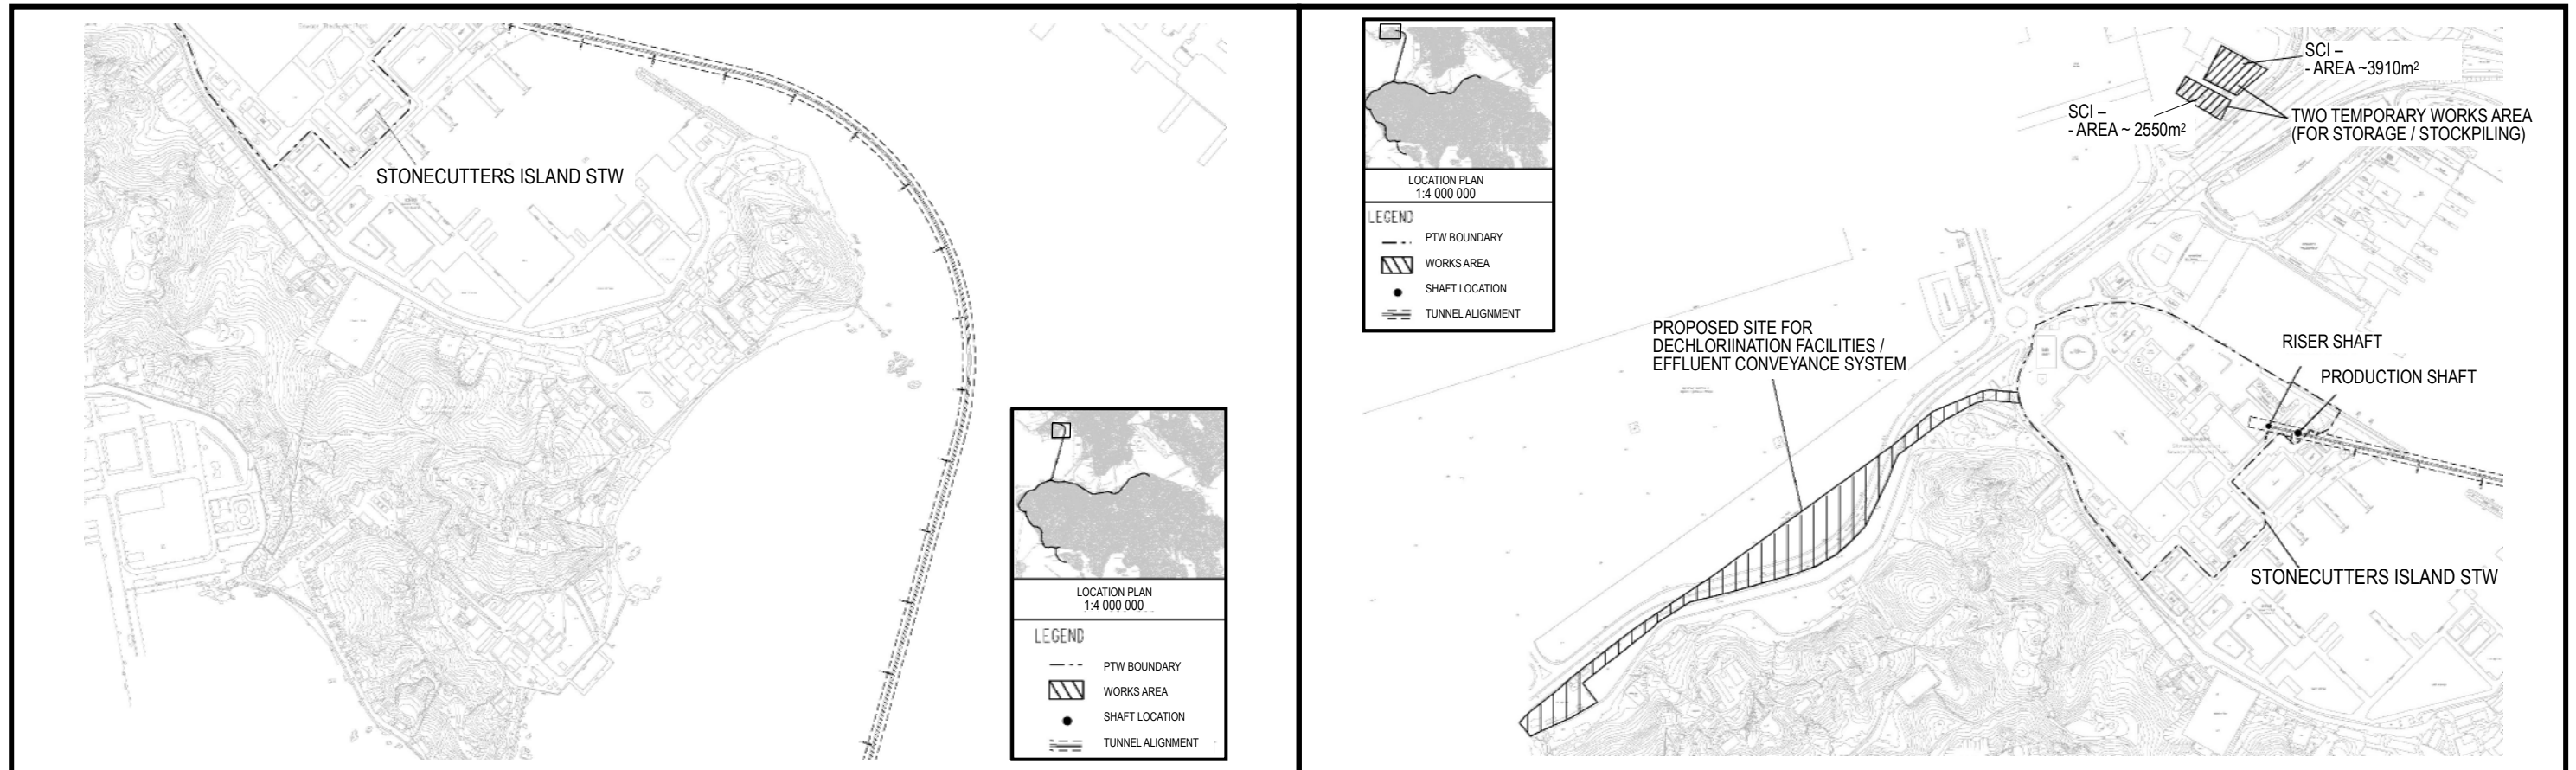 STONECUTTERS ISLAND STW
LOCATION PLAN
1:4 000 000
LEGEND
PTW BOUNDARY
WORKS AREA
SHAFT LOCATION
TUNNEL ALIGNMENT
LOCATION PLAN
1:4 000 000
LEGEND
PTW BOUNDARY
WORKS AREA
SHAFT LOCATION
TUNNEL ALIGNMENT
SCI –
- AREA ~3910m²
SCI –
- AREA ~ 2550m²
TWO TEMPORARY WORKS AREA
(FOR STORAGE / STOCKPILING)
PROPOSED SITE FOR
DECHLORIINATION FACILITIES /
EFFLUENT CONVEYANCE SYSTEM
RISER SHAFT
PRODUCTION SHAFT
STONECUTTERS ISLAND STW